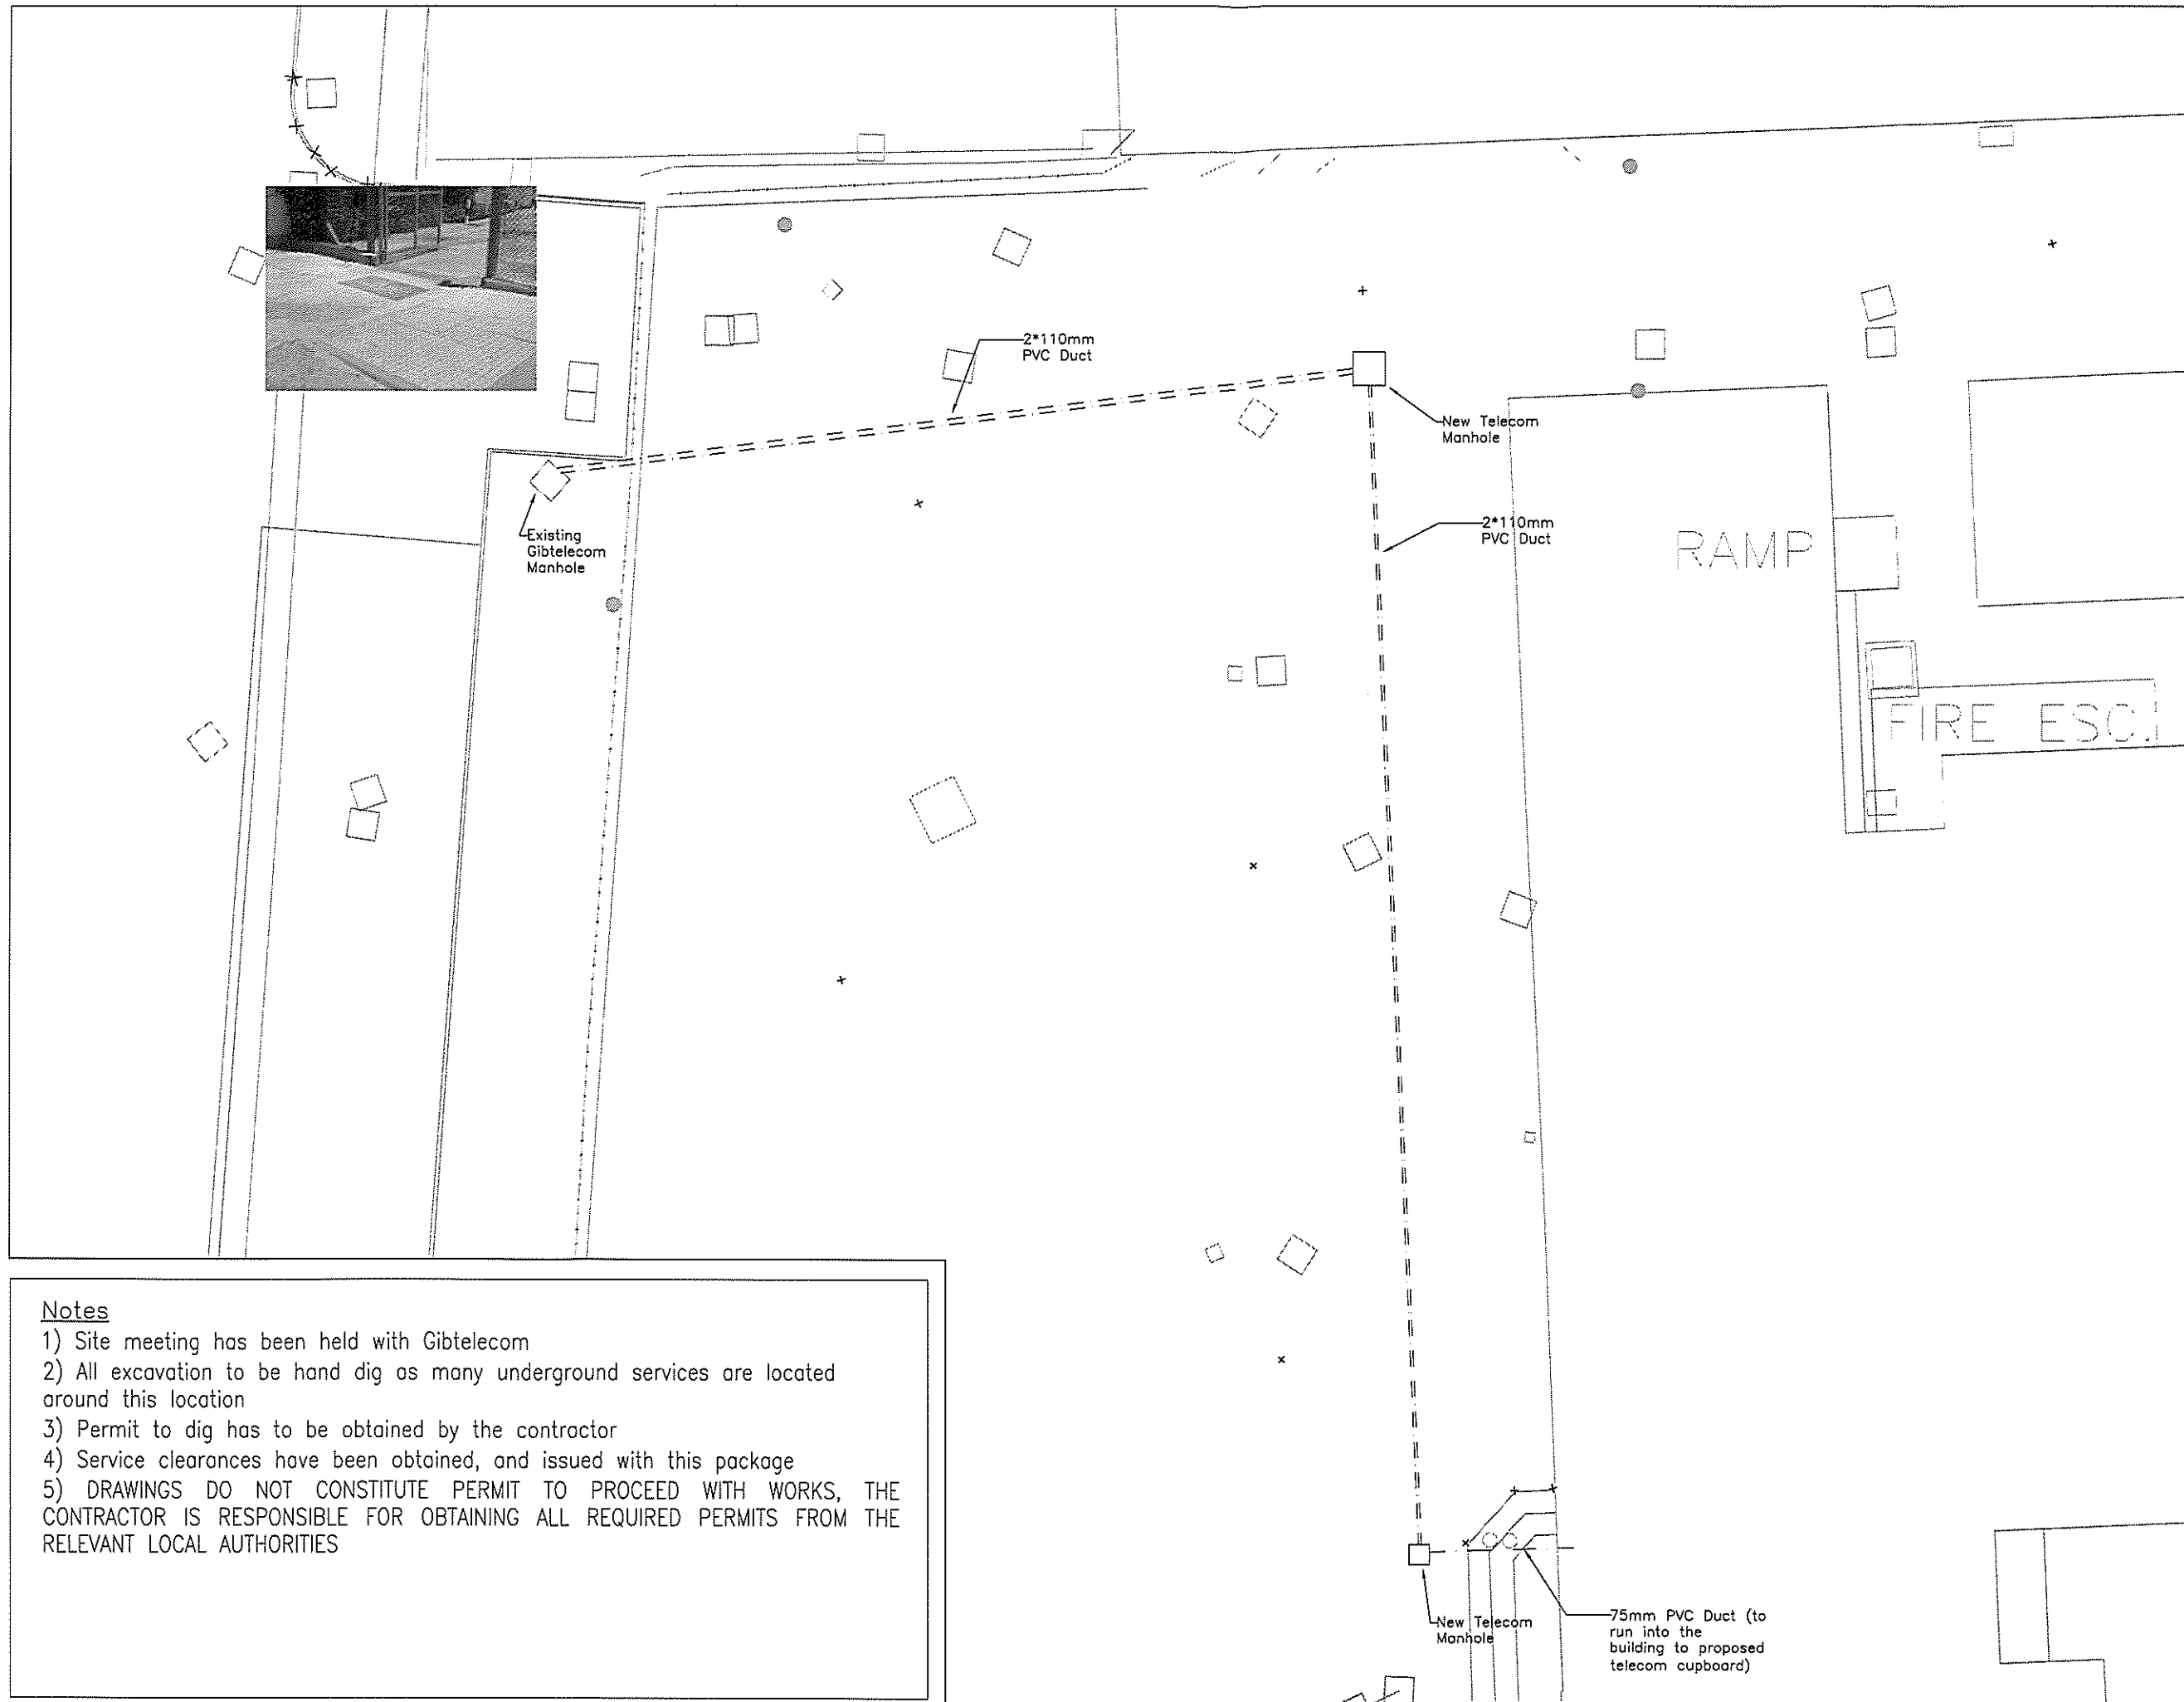 2*110mm
PVC Duct
New Telecom
Manhole
Existing
Gibtelecom
Manhole
2*110mm
PVC Duct
RAMP
FIRE ESC.
Notes
1) Site meeting has been held with Gibtelecom
2) All excavation to be hand dig as many underground services are located
around this location
3) Permit to dig has to be obtained by the contractor
4) Service clearances have been obtained, and issued with this package
5) DRAWINGS DO NOT CONSTITUTE PERMIT TO PROCEED WITH WORKS, THE
CONTRACTOR IS RESPONSIBLE FOR OBTAINING ALL REQUIRED PERMITS FROM THE
RELEVANT LOCAL AUTHORITIES
New Telecom
Manhole
75mm PVC Duct (to
run into the
building to proposed
telecom cupboard)